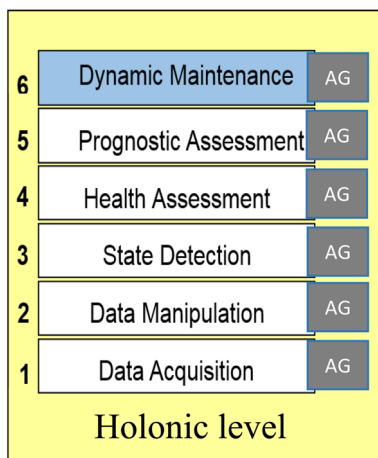 6 Dynamic Maintenance AG
5 Prognostic Assessment AG
4 Health Assessment AG
3 State Detection AG
2 Data Manipulation AG
1 Data Acquisition AG
Holonic level